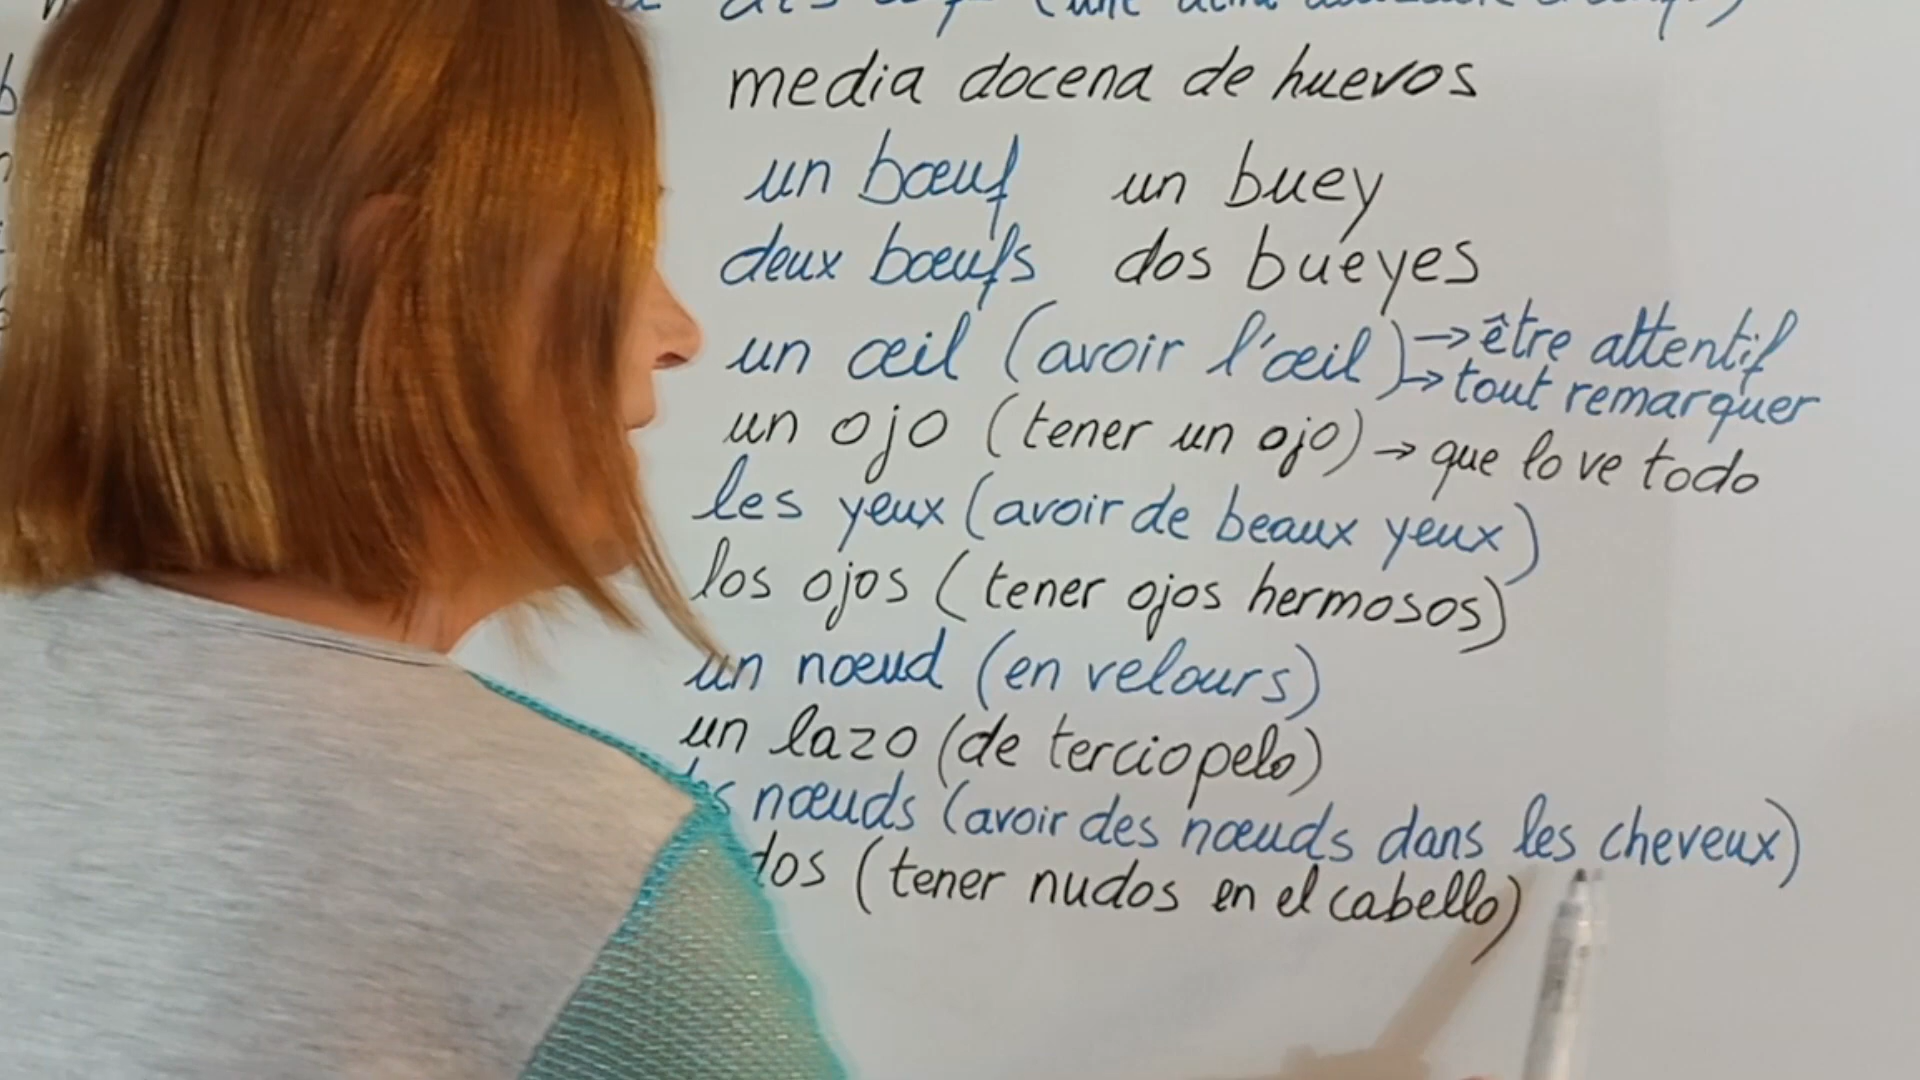 media docena de huevos
un bœuf un buey
deux bœufs dos bueyes
un œil (avoir l'œil) → être attentif
→ tout remarquer
un ojo (tener un ojo) → que lo ve todo
les yeux (avoir de beaux yeux)
los ojos (tener ojos hermosos)
un nœud (en velours)
un lazo (de terciopelo)
nœuds (avoir des nœuds dans les cheveux)
dos (tener nudos en el cabello)